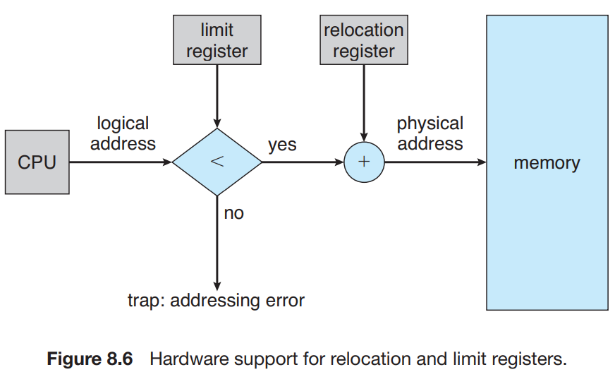 limit
register
relocation
register
CPU
logical
address
<
yes
+
physical
address
memory
no
trap: addressing error
Figure 8.6 Hardware support for relocation and limit registers.